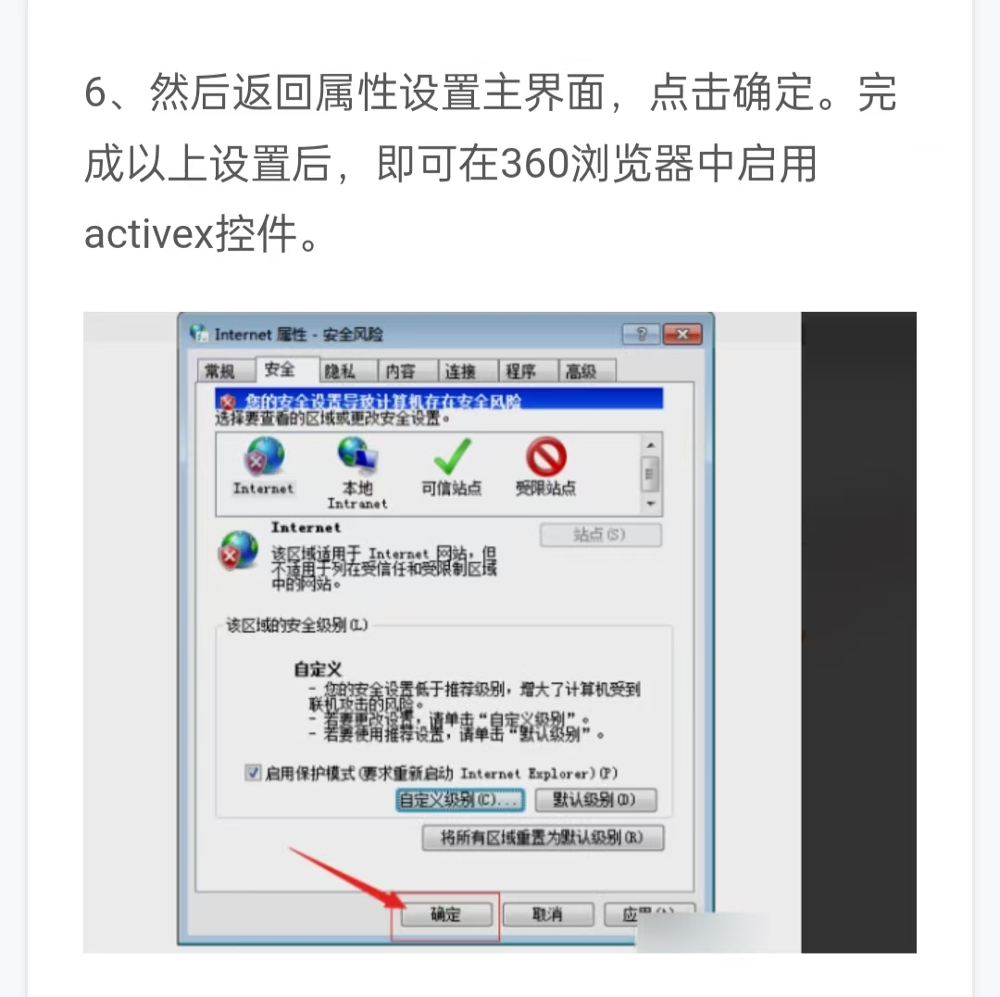 6、然后返回属性设置主界面，点击确定。完
成以上设置后，即可在360浏览器中启用
activex控件。
Internet 属性 - 安全风险
常规 安全 隐私 内容 连接 程序 高级
您的安全设置导致计算机存在安全风险
选择要查看的区域或更改安全设置。
Internet 本地 Intranet 可信站点 受限站点
Internet
站点(S)
该区域适用于 Internet 网站，但
不适用于列在受信任和受限制区域
中的网站。
该区域的安全级别(L)
自定义
- 您的安全设置低于推荐级别，增大了计算机受到
联机攻击的风险。
- 若要更改设置，请单击“自定义级别”。
- 若要使用推荐设置，请单击“默认级别”。
启用保护模式(要求重新启动 Internet Explorer)(P)
自定义级别(C)... 默认级别(D)
将所有区域重置为默认级别(R)
确定 取消